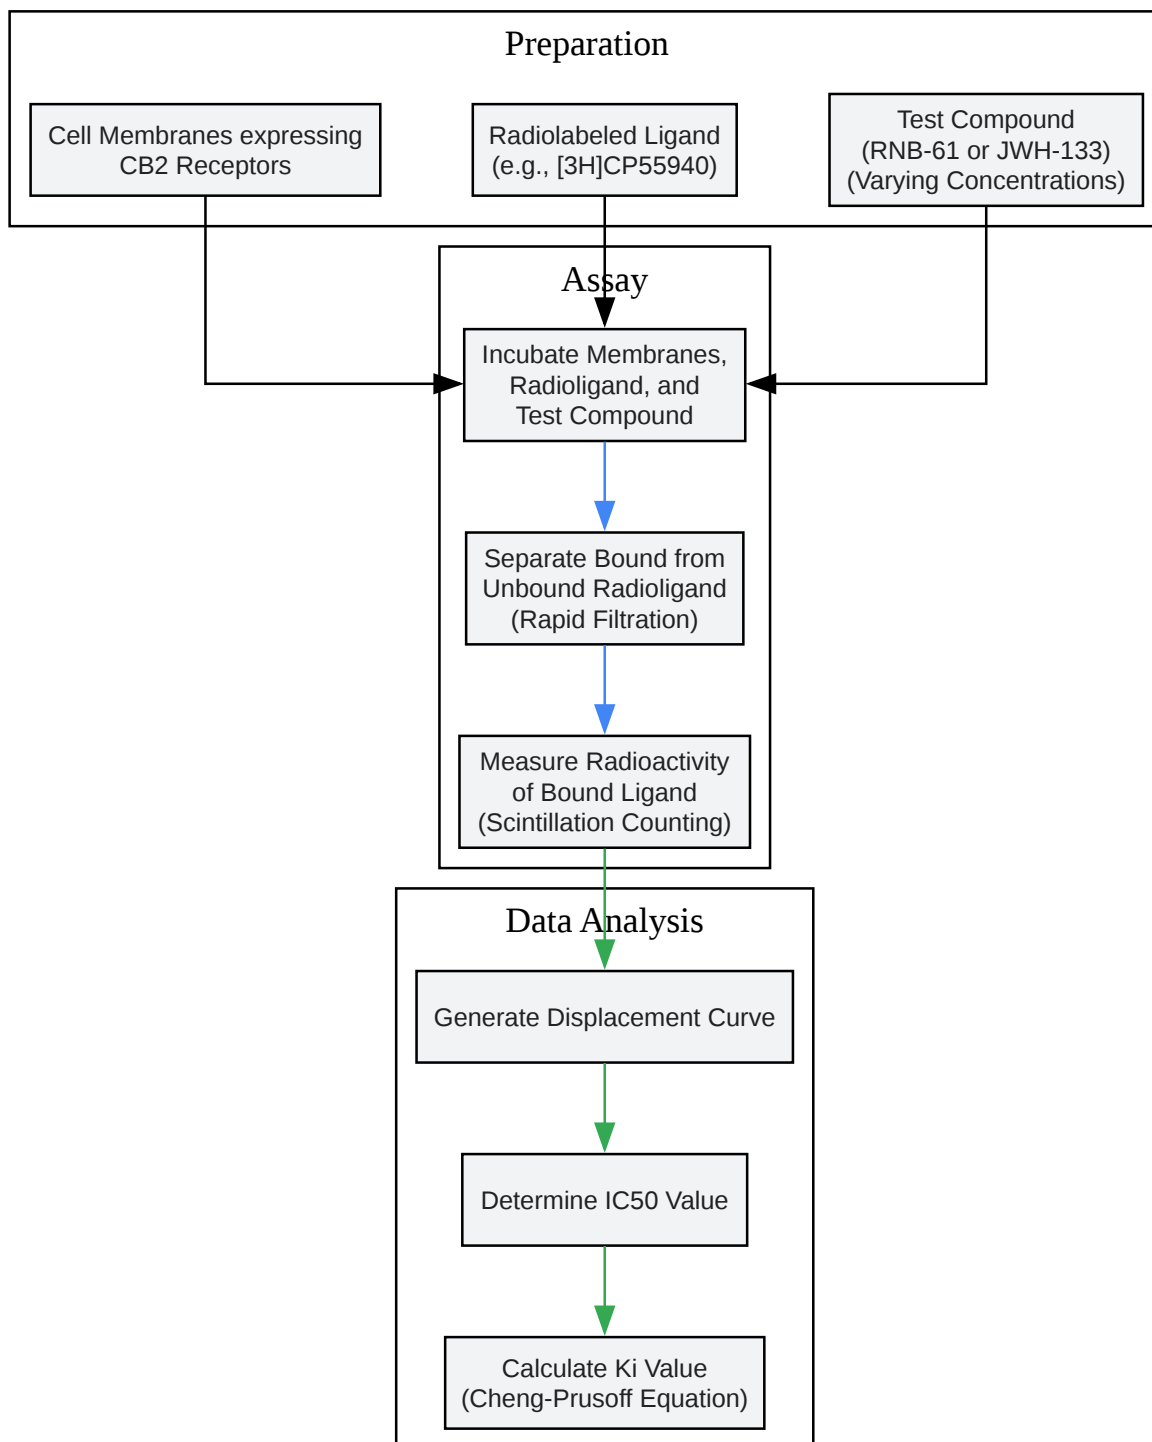 Preparation
Cell Membranes expressing
CB2 Receptors
Radiolabeled Ligand
(e.g., [3H]CP55940)
Test Compound
(RNB-61 or JWH-133)
(Varying Concentrations)
Assay
Incubate Membranes,
Radioligand, and
Test Compound
Separate Bound from
Unbound Radioligand
(Rapid Filtration)
Measure Radioactivity
of Bound Ligand
(Scintillation Counting)
Data Analysis
Generate Displacement Curve
Determine IC50 Value
Calculate Ki Value
(Cheng-Prusoff Equation)